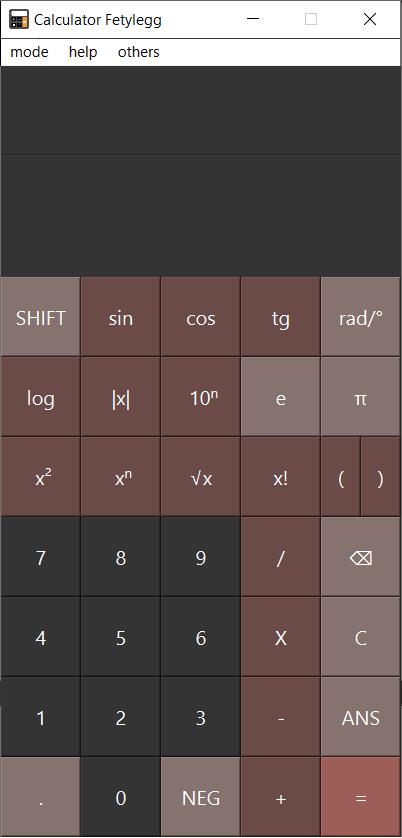 Calculator Fetylegg
mode help others
SHIFT sin cos tg rad/°
log |x| 10ⁿ e π
x² xⁿ √x x! ( )
7 8 9 / ⌫
4 5 6 X C
1 2 3 - ANS
. 0 NEG + =